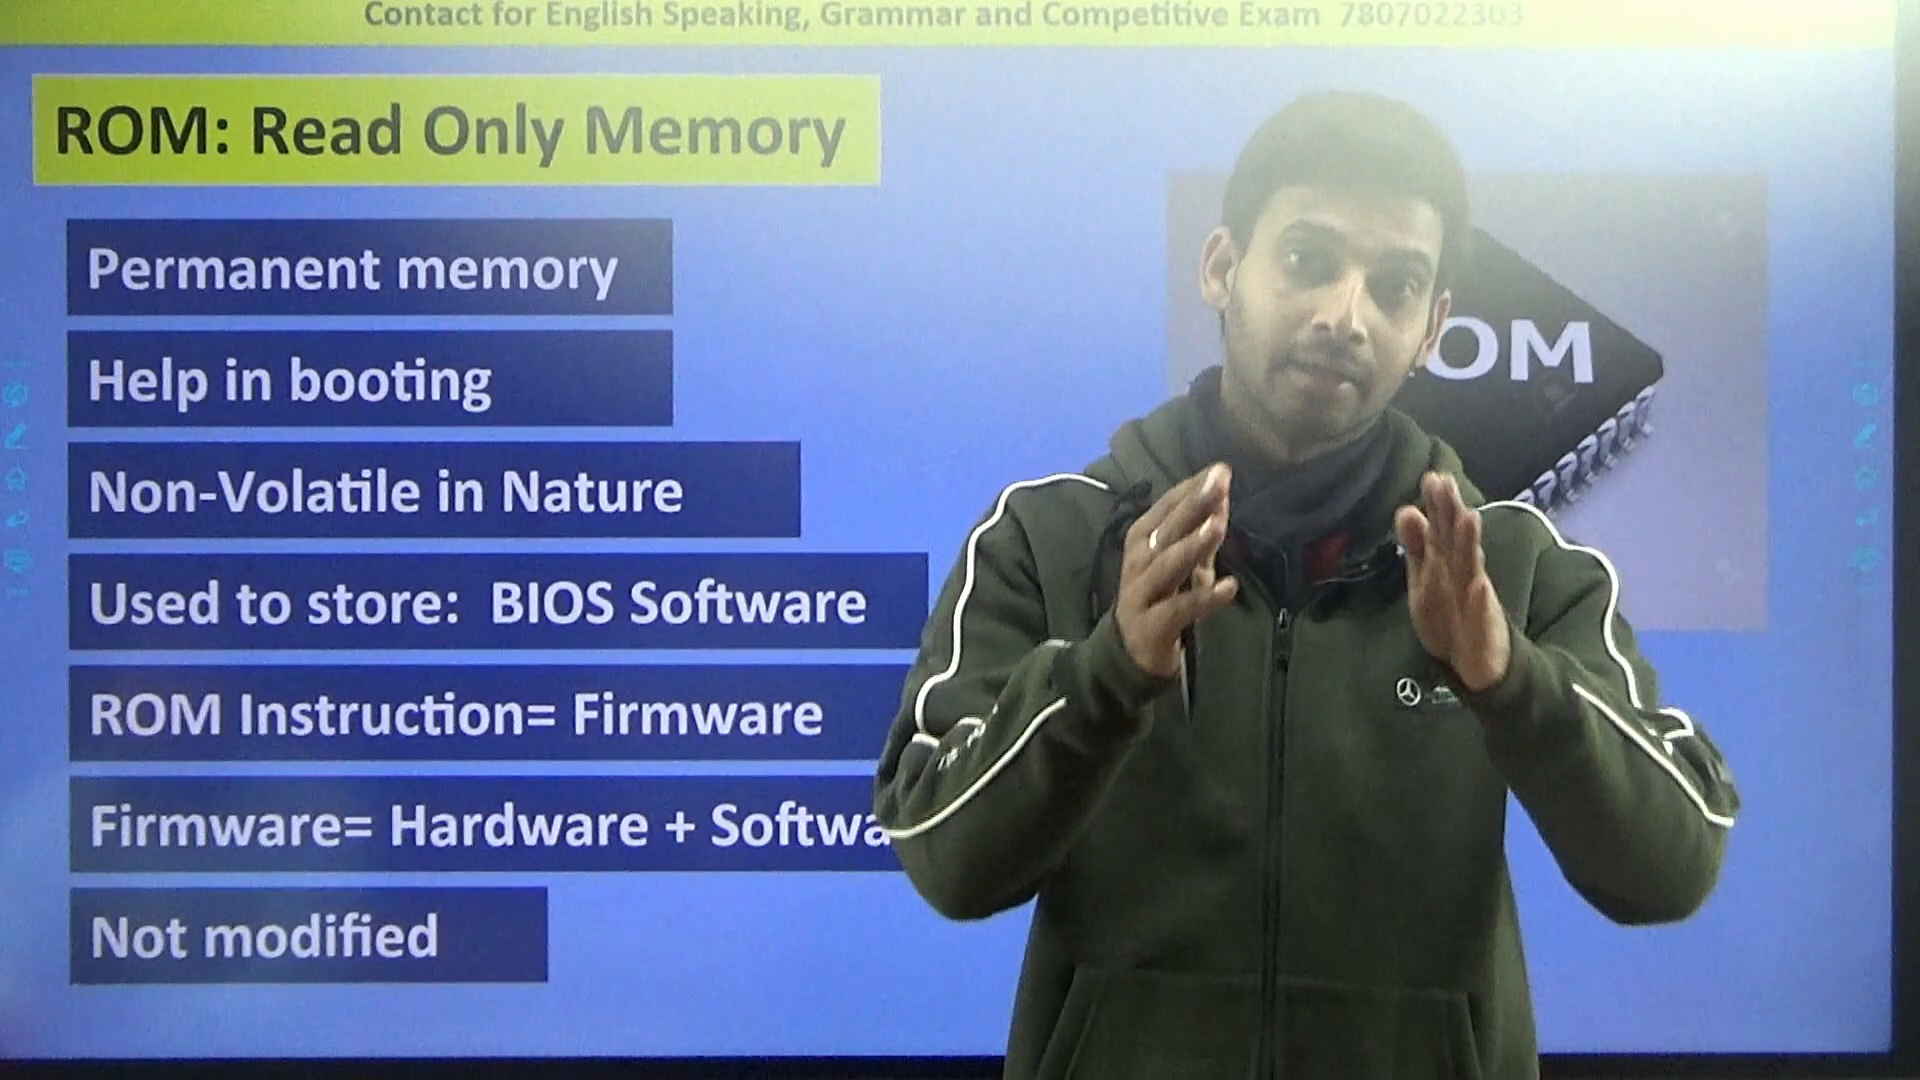 Contact for English Speaking, Grammar and Competitive Exam 7807022303
ROM: Read Only Memory
Permanent memory
Help in booting
Non-Volatile in Nature
Used to store: BIOS Software
ROM Instruction= Firmware
Firmware= Hardware + Softwa
Not modified
OM